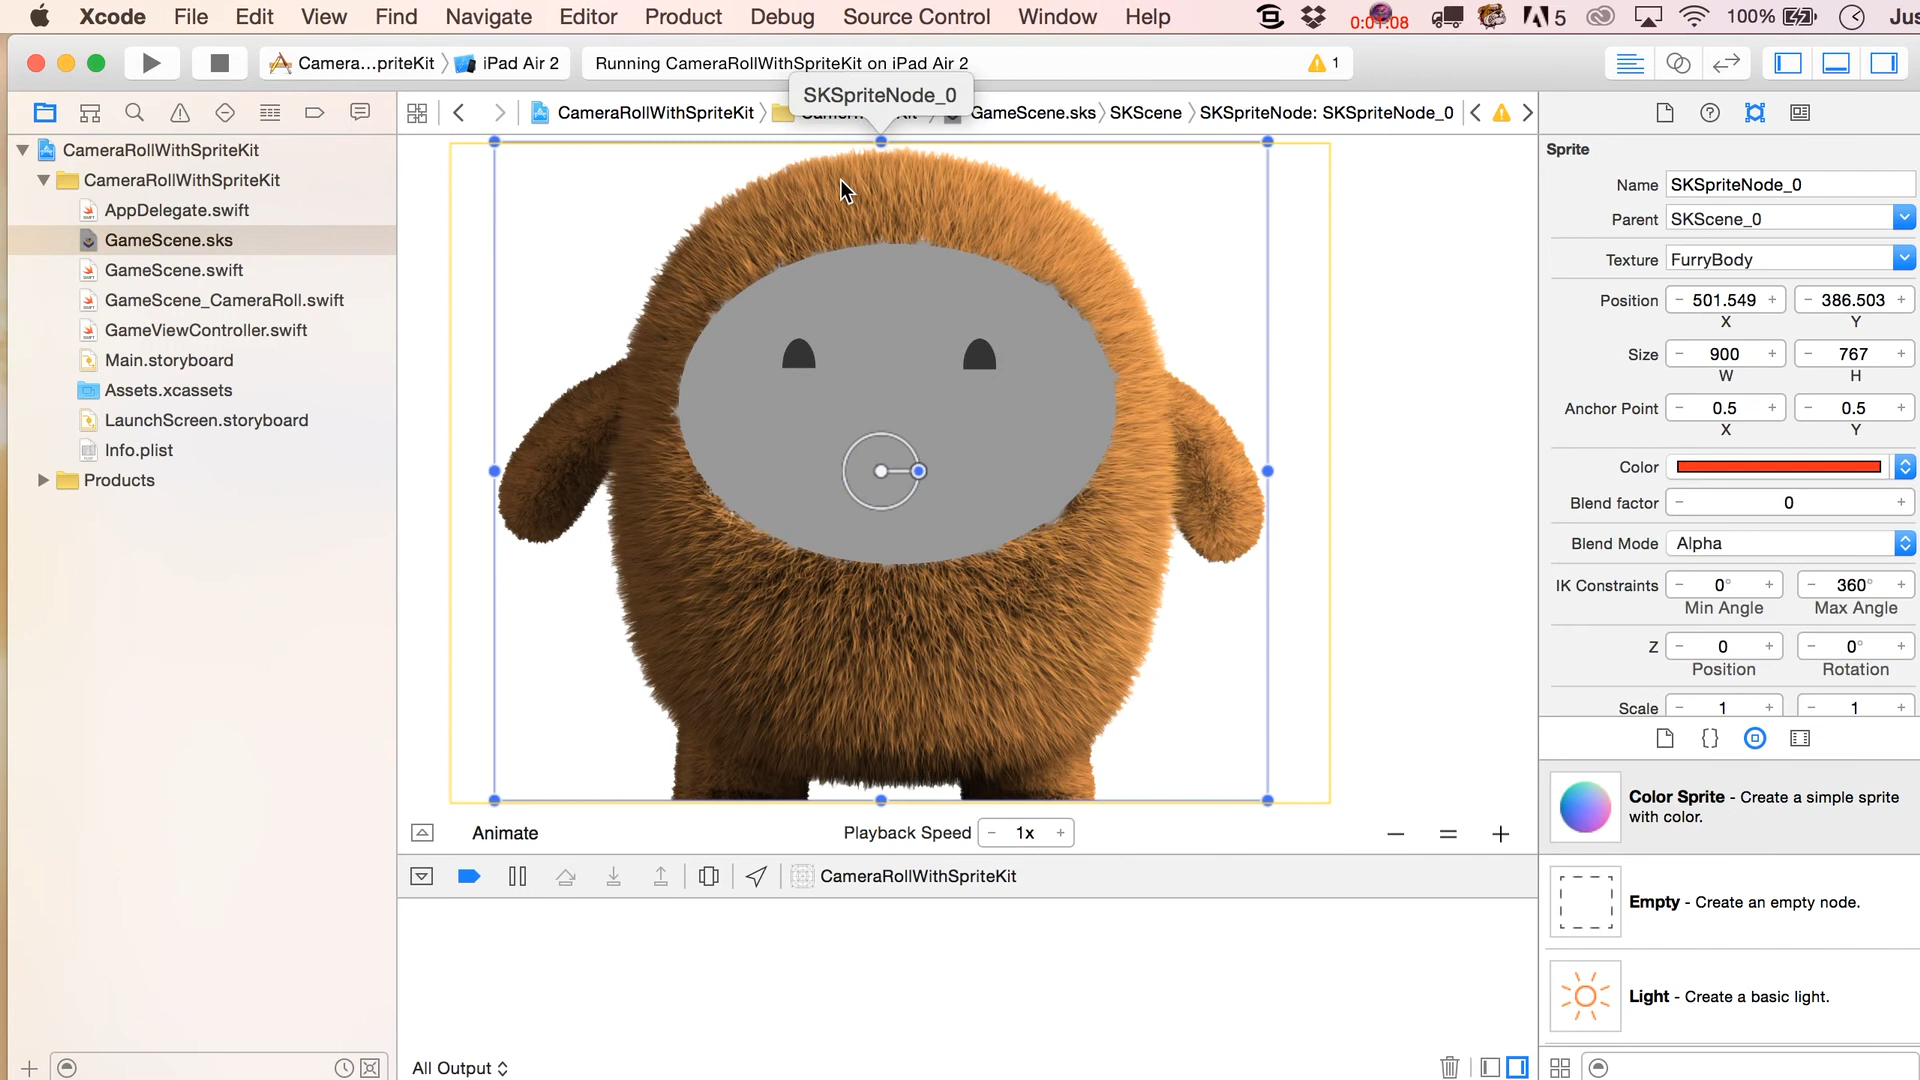 Xcode File Edit View Find Navigate Editor Product Debug Source Control Window Help 0:01:08 5 100% Jus
Camera...priteKit iPad Air 2 Running CameraRollWithSpriteKit on iPad Air 2 1
SKSpriteNode_0
CameraRollWithSpriteKit GameScene.sks SKScene SKSpriteNode: SKSpriteNode_0
CameraRollWithSpriteKit
CameraRollWithSpriteKit
AppDelegate.swift
GameScene.sks
GameScene.swift
GameScene_CameraRoll.swift
GameViewController.swift
Main.storyboard
Assets.xcassets
LaunchScreen.storyboard
Info.plist
Products
Animate Playback Speed − 1x +
CameraRollWithSpriteKit
All Output
Sprite
Name SKSpriteNode_0
Parent SKScene_0
Texture FurryBody
Position − 501.549 + − 386.503 +
X Y
Size − 900 + − 767 +
W H
Anchor Point − 0.5 + − 0.5 +
X Y
Color
Blend factor − 0 +
Blend Mode Alpha
IK Constraints − 0° + − 360° +
Min Angle Max Angle
Z − 0 + − 0° +
Position Rotation
Scale − 1 + − 1 +
Color Sprite - Create a simple sprite
with color.
Empty - Create an empty node.
Light - Create a basic light.